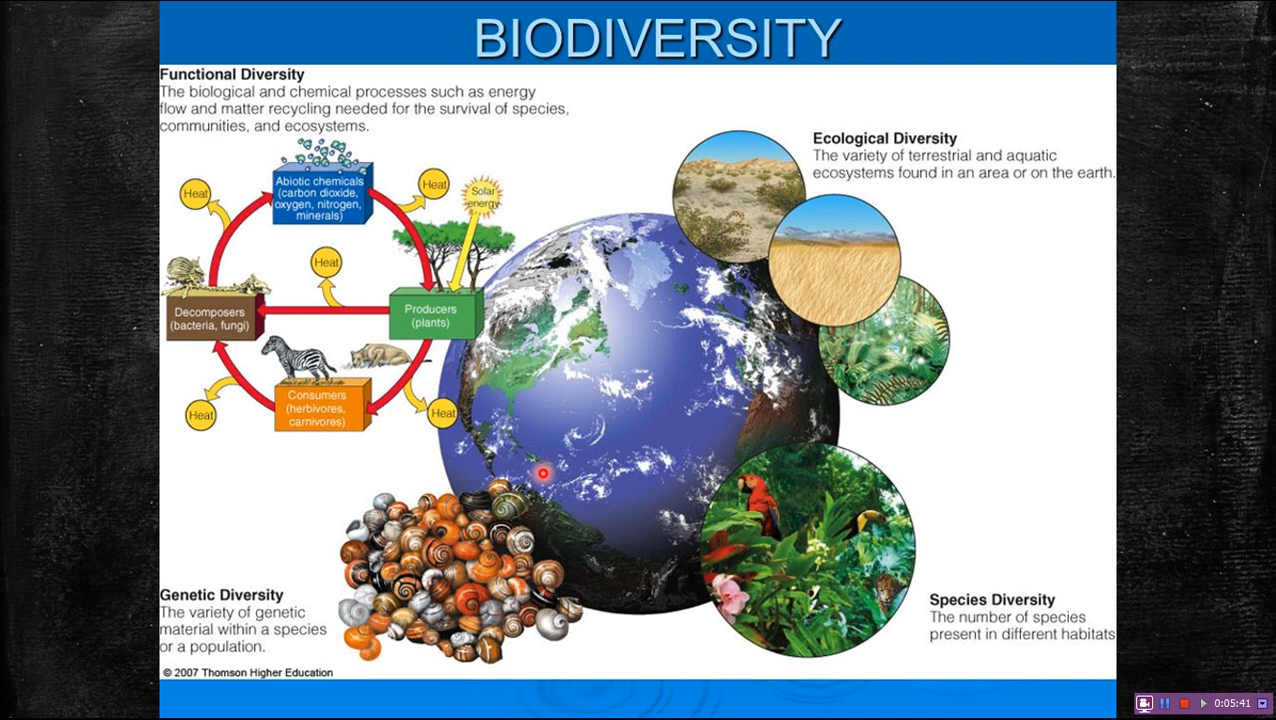 BIODIVERSITY
Functional Diversity
The biological and chemical processes such as energy
flow and matter recycling needed for the survival of species,
communities, and ecosystems.
Ecological Diversity
The variety of terrestrial and aquatic
ecosystems found in an area or on the earth.
Heat
Abiotic chemicals
(carbon dioxide,
oxygen, nitrogen,
minerals)
Heat
Solar
energy
Heat
Decomposers
(bacteria, fungi)
Producers
(plants)
Consumers
(herbivores,
carnivores)
Heat
Heat
Genetic Diversity
The variety of genetic
material within a species
or a population.
Species Diversity
The number of species
present in different habitats
© 2007 Thomson Higher Education
0:05:41